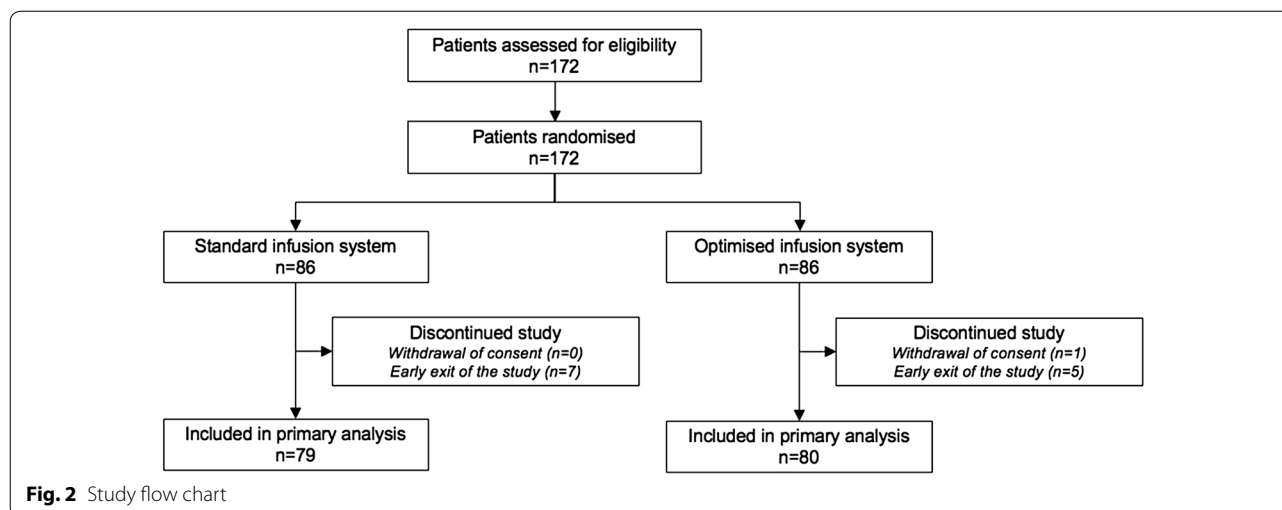 Patients assessed for eligibility
n=172
Patients randomised
n=172
Standard infusion system
n=86
Optimised infusion system
n=86
Discontinued study
Withdrawal of consent (n=0)
Early exit of the study (n=7)
Discontinued study
Withdrawal of consent (n=1)
Early exit of the study (n=5)
Included in primary analysis
n=79
Included in primary analysis
n=80
Fig. 2 Study flow chart